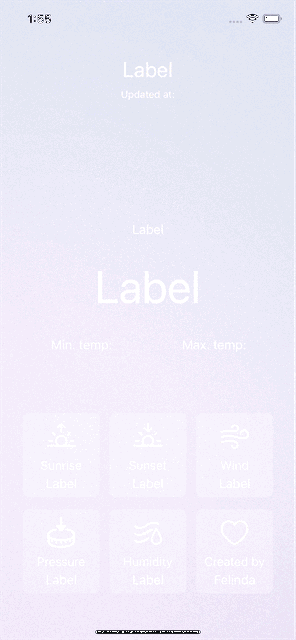 1:55
Label
Updated at:
Label
Label
Min. temp:
Max. temp:
Sunrise
Label
Sunset
Label
Wind
Label
Pressure
Label
Humidity
Label
Created by
Felinda